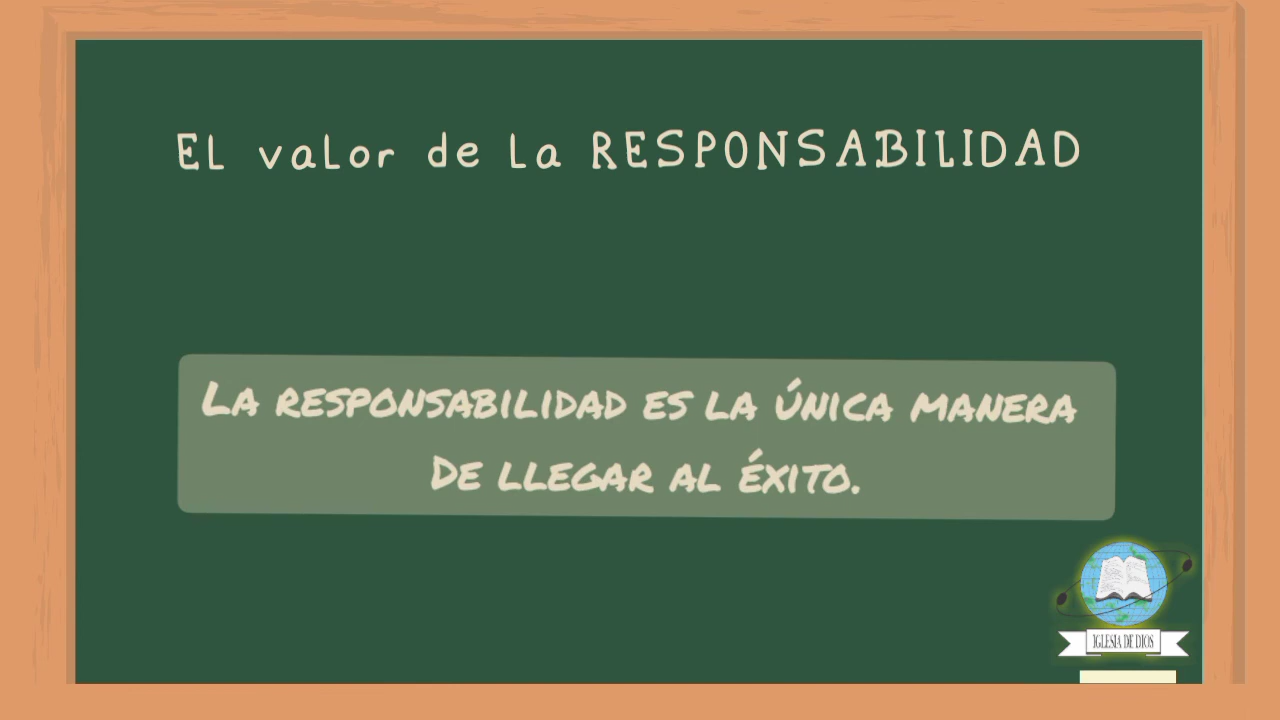 EL valor de la RESPONSABILIDAD
La responsabilidad es la única manera
De llegar al éxito.
IGLESIA DE DIOS